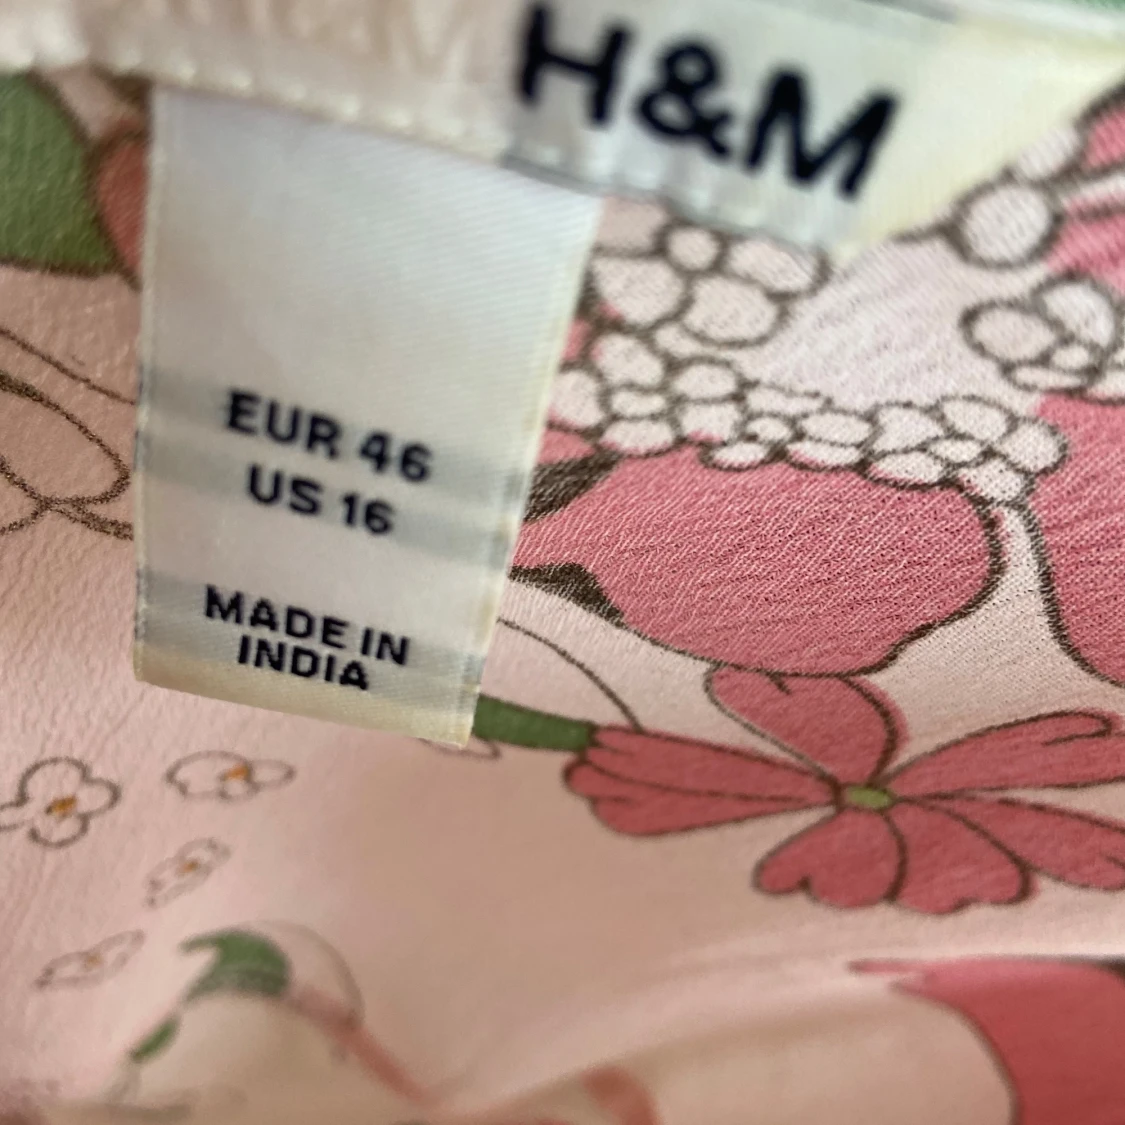 H&M
EUR 46
US 16
MADE IN
INDIA